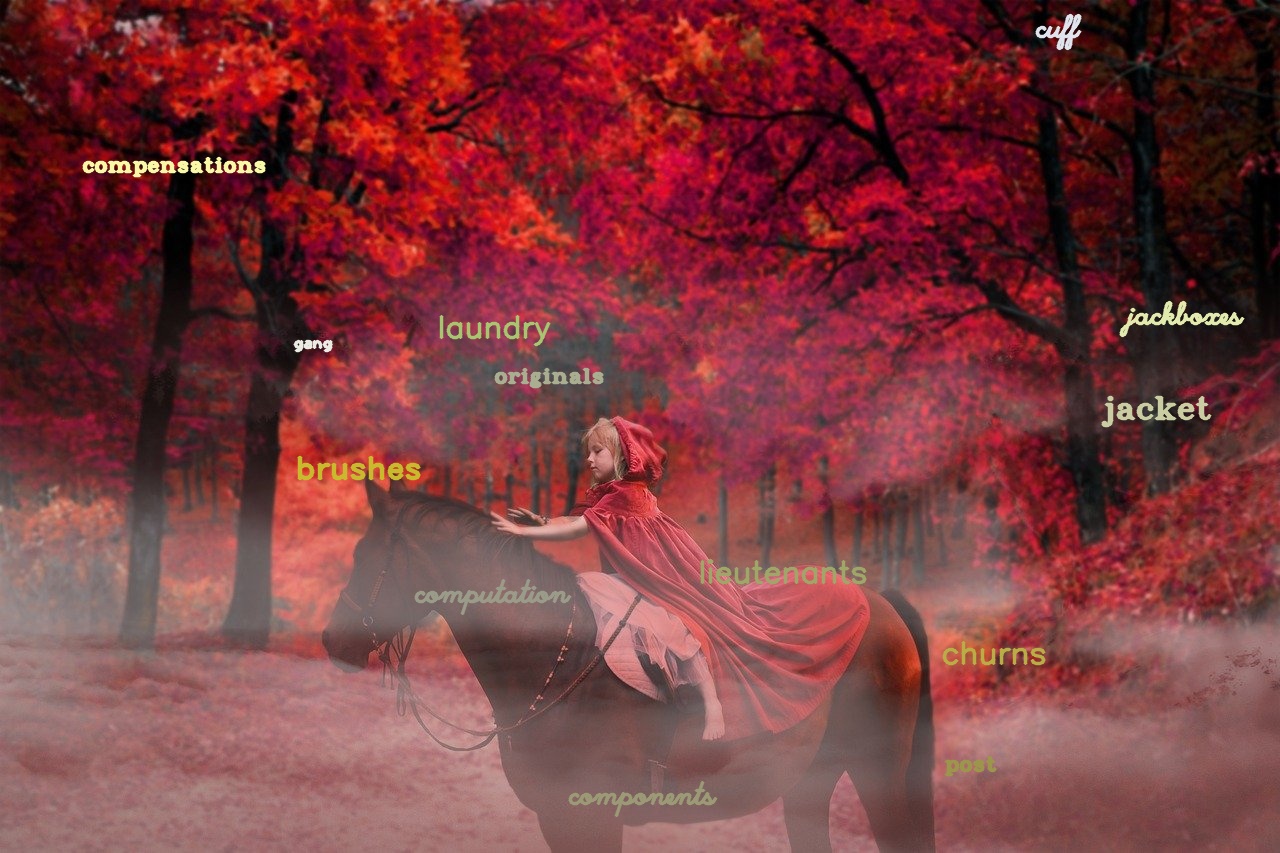 cuff
compensations
jackboxes
laundry
gang
originals
jacket
brushes
lieutenants
computation
churns
post
components